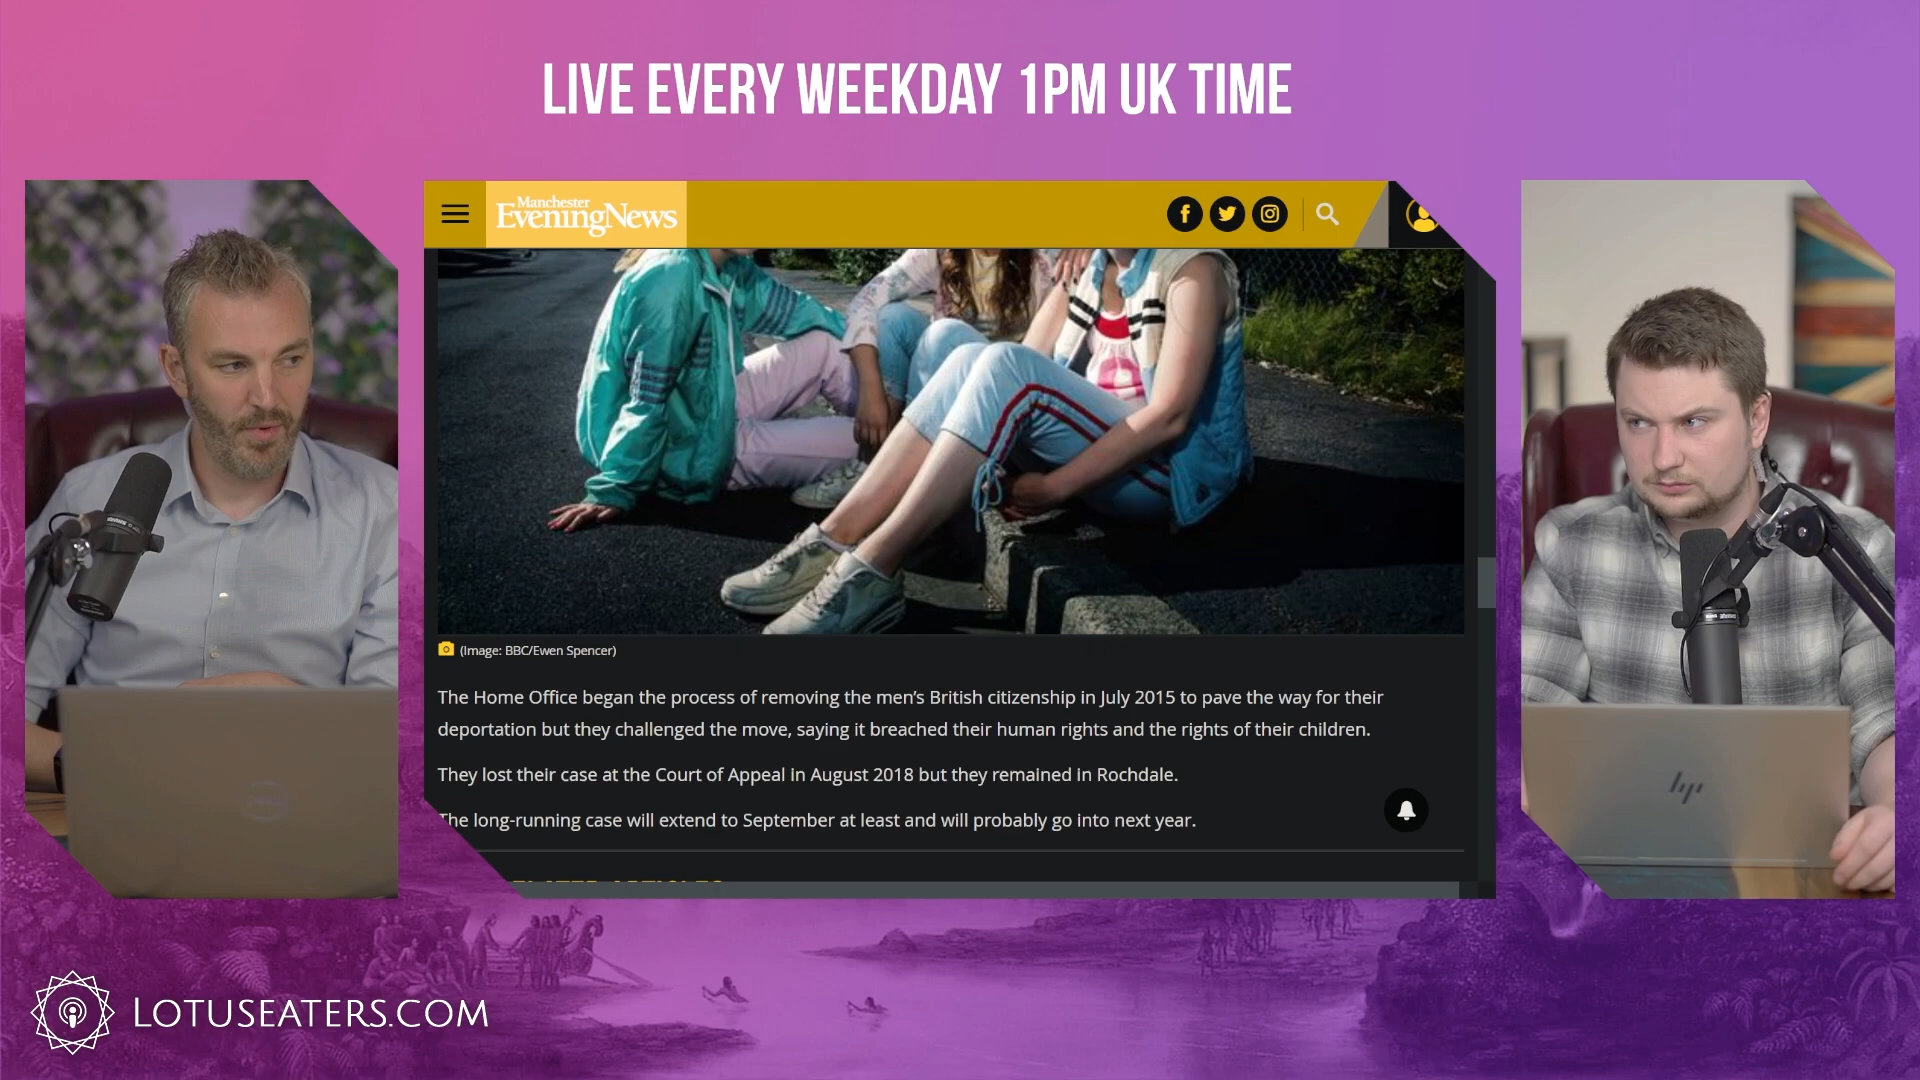 LIVE EVERY WEEKDAY 1PM UK TIME
Manchester
Evening News
(Image: BBC/Ewen Spencer)
The Home Office began the process of removing the men's British citizenship in July 2015 to pave the way for their
deportation but they challenged the move, saying it breached their human rights and the rights of their children.
They lost their case at the Court of Appeal in August 2018 but they remained in Rochdale.
The long-running case will extend to September at least and will probably go into next year.
DELL
hp
LOTUSEATERS.COM